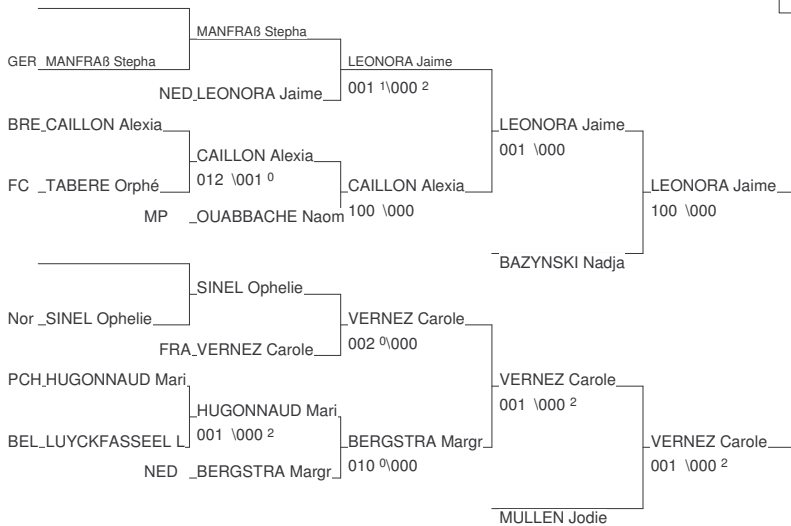 MANFRAß Stepha
GER MANFRAß Stepha
LEONORA Jaime
001 1\000 2
NED LEONORA Jaime
BRE CAILLON Alexia
LEONORA Jaime
001 \000
CAILLON Alexia
012 \001 0
FC TABERE Orphé
CAILLON Alexia
100 \000
LEONORA Jaime
100 \000
MP OUABBACHE Naom
BAZYNSKI Nadja
SINEL Ophelie
Nor SINEL Ophelie
VERNEZ Carole
002 0\000
FRA VERNEZ Carole
PCH HUGONNAUD Mari
VERNEZ Carole
001 \000 2
HUGONNAUD Mari
001 \000 2
BEL LUYCKFASSEEL L
BERGSTRA Margr
010 0\000
VERNEZ Carole
001 \000 2
NED BERGSTRA Margr
MULLEN Jodie